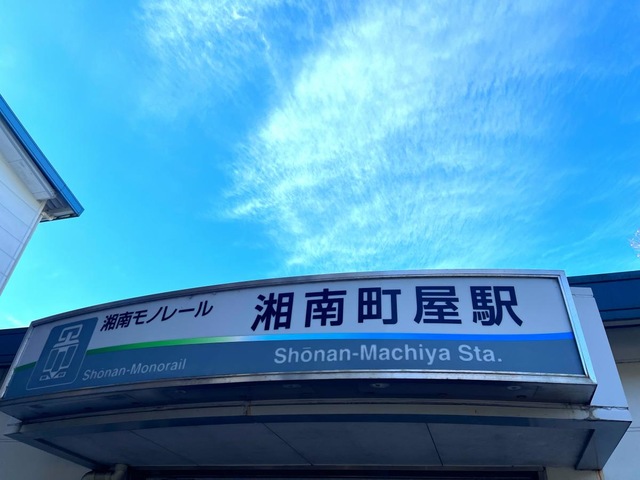 湘南モノレール
Shonan-Monorail
湘南町屋駅
Shōnan-Machiya Sta.